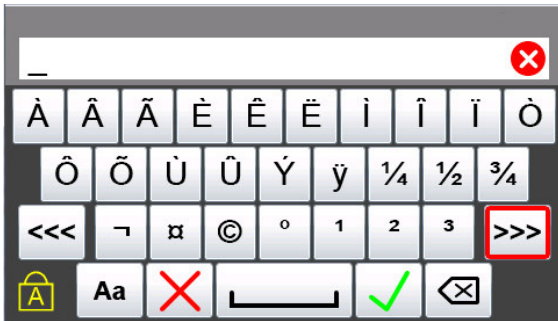 _
À Â Ã È Ê Ë Ì Î Ï Ò
Ô Õ Ù Û Ý ÿ ¼ ½ ¾
<<< ¬ ¤ © º ¹ ² ³ >>>
A Aa